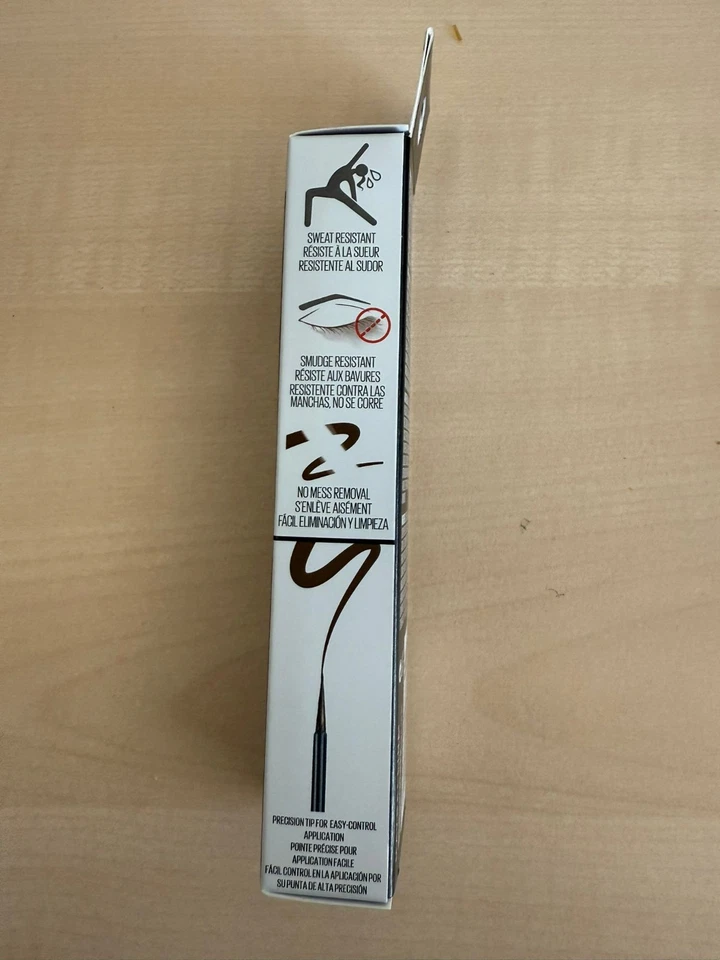 SWEAT RESISTANT
RÉSISTE À LA SUEUR
RESISTENTE AL SUDOR
SMUDGE RESISTANT
RÉSISTE AUX BAVURES
RESISTENTE CONTRA LAS
MANCHAS, NO SE CORRE
NO MESS REMOVAL
S'ENLÈVE AISÉMENT
FÁCIL ELIMINACIÓN Y LIMPIEZA
PRECISION TIP FOR EASY-CONTROL
APPLICATION
POINTE PRÉCISE POUR
APPLICATION FACILE
FÁCIL CONTROL EN LA APLICACIÓN POR
SU PUNTA DE ALTA PRECISIÓN